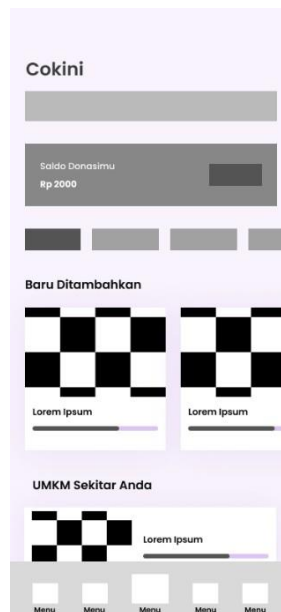 Cokini
Saldo Donasimu
Rp 2000
Baru Ditambahkan
Lorem Ipsum
Lorem Ipsum
UMKM Sekitar Anda
Lorem Ipsum
Menu Menu Menu Menu Menu